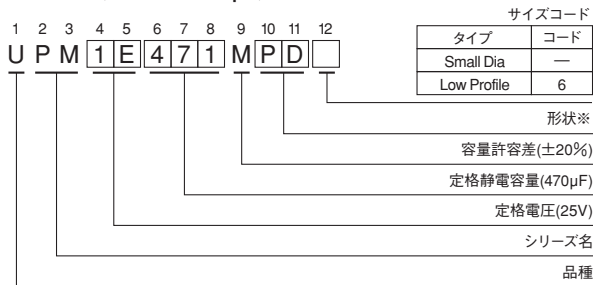 サイズコード
1 2 3 4 5 6 7 8 9 10 11 12
U P M 1 E 4 7 1 M P D
タイプ コード
Small Dia —
Low Profile 6
形状※
容量許容差(±20%)
定格静電容量(470µF)
定格電圧(25V)
シリーズ名
品種